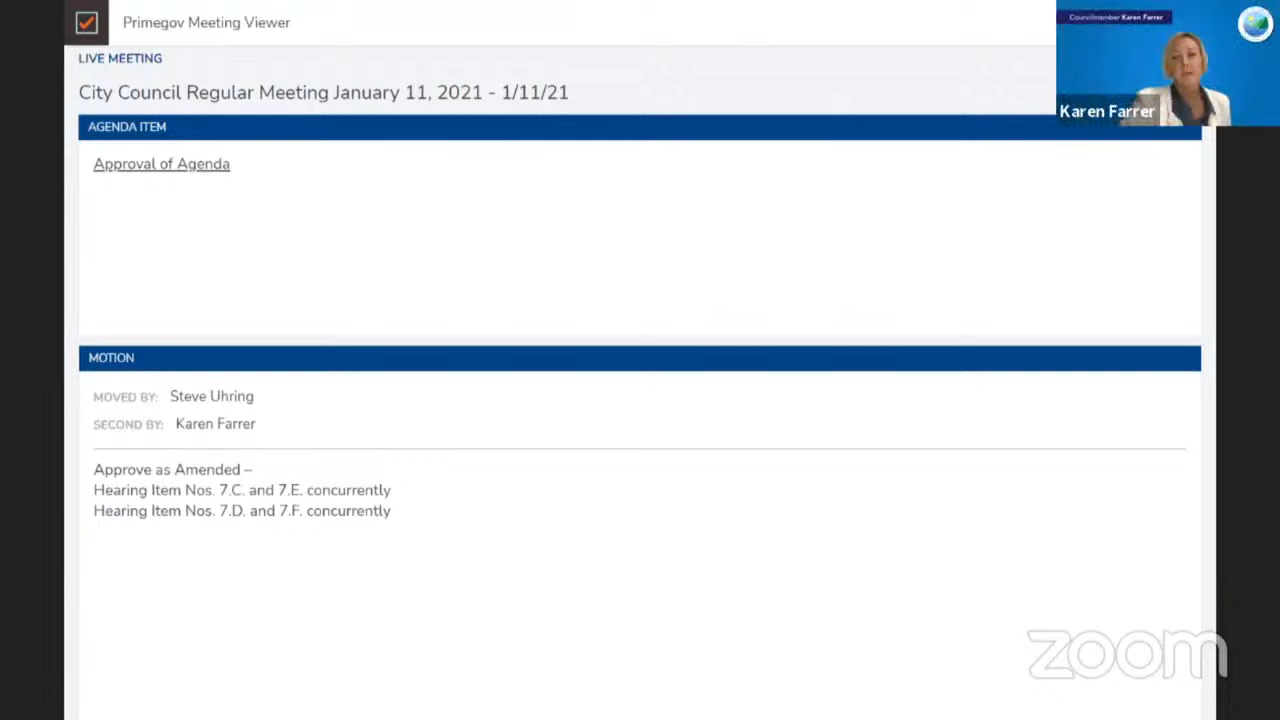 Primegov Meeting Viewer
Councilmember Karen Farrer
LIVE MEETING
City Council Regular Meeting January 11, 2021 - 1/11/21
Karen Farrer
AGENDA ITEM
Approval of Agenda
MOTION
MOVED BY: Steve Uhring
SECOND BY: Karen Farrer
Approve as Amended –
Hearing Item Nos. 7.C. and 7.E. concurrently
Hearing Item Nos. 7.D. and 7.F. concurrently
zoom